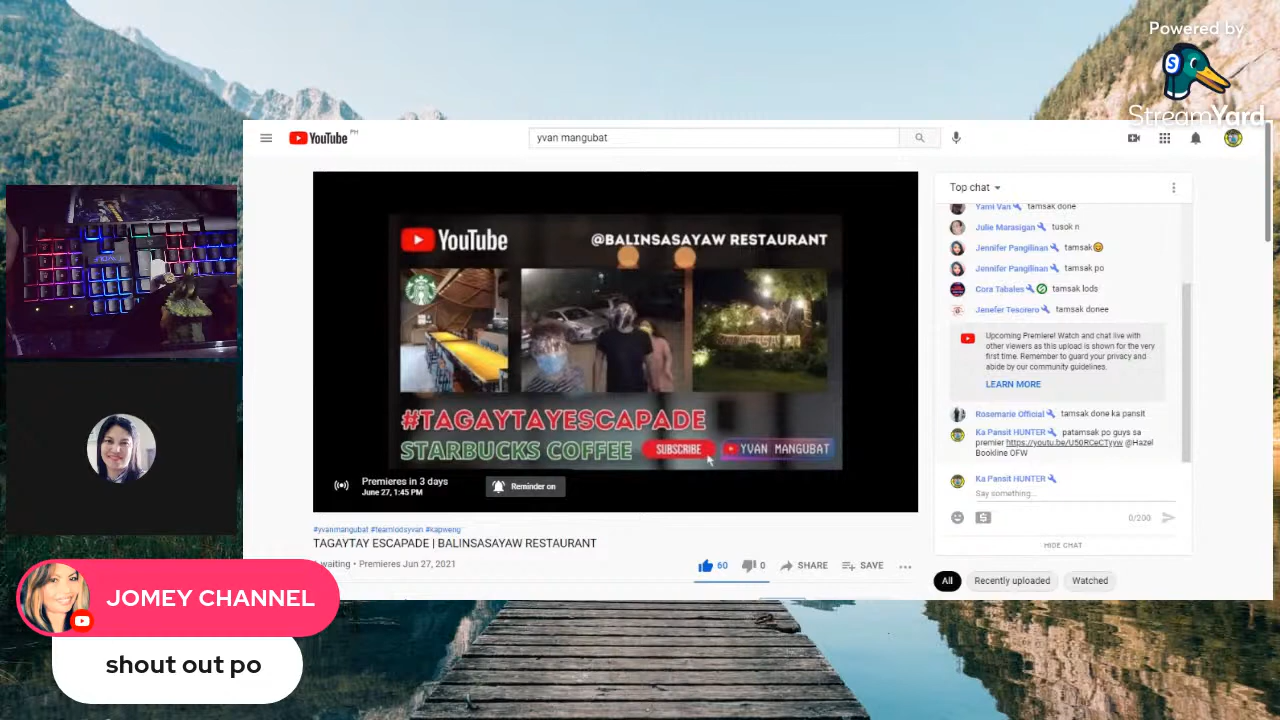 Powered by
StreamYard
YouTube PH
yvan mangubat
YouTube
@BALINSASAYAW RESTAURANT
#TAGAYTAYESCAPADE
STARBUCKS COFFEE
SUBSCRIBE
YVAN MANGUBAT
Premieres in 3 days
June 27, 1:45 PM
Reminder on
#yvanmangubat #teamlodsyvan #kapweng
TAGAYTAY ESCAPADE | BALINSASAYAW RESTAURANT
waiting • Premieres Jun 27, 2021
60
0
SHARE
SAVE
Top chat
Yami Van tamsak done
Julie Marasigan tusok n
Jennifer Pangilinan tamsak
Jennifer Pangilinan tamsak po
Cora Tabales tamsak lods
Jenefer Tesorero tamsak donee
Upcoming Premiere! Watch and chat live with
other viewers as this upload is shown for the very
first time. Remember to guard your privacy and
abide by our community guidelines.
LEARN MORE
Rosemarie Official tamsak done ka pansit
Ka Pansit HUNTER patamsak po guys sa
premier https://youtu.be/U50RCeCTyyw @Hazel
Bookline OFW
Ka Pansit HUNTER
Say something...
0/200
HIDE CHAT
All
Recently uploaded
Watched
JOMEY CHANNEL
shout out po